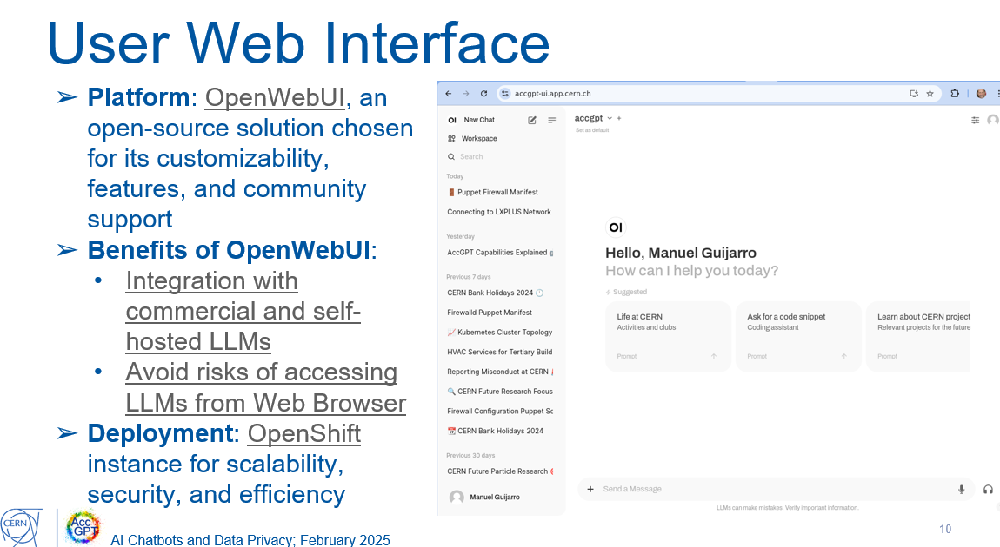 User Web Interface
➢ Platform: OpenWebUI, an
open-source solution chosen
for its customizability,
features, and community
support
➢ Benefits of OpenWebUI:
• Integration with
commercial and self-
hosted LLMs
• Avoid risks of accessing
LLMs from Web Browser
➢ Deployment: OpenShift
instance for scalability,
security, and efficiency
accgpt-ui.app.cern.ch
OI New Chat
Workspace
Search
Today
Puppet Firewall Manifest
Connecting to LXPLUS Network
Yesterday
AccGPT Capabilities Explained
Previous 7 days
CERN Bank Holidays 2024
Firewalld Puppet Manifest
Kubernetes Cluster Topology
HVAC Services for Tertiary Build
Reporting Misconduct at CERN
CERN Future Research Focus
Firewall Configuration Puppet Sc
CERN Bank Holidays 2024
Previous 30 days
CERN Future Particle Research
Manuel Guijarro
accgpt
Set as default
OI
Hello, Manuel Guijarro
How can I help you today?
Suggested
Life at CERN
Activities and clubs
Prompt
Ask for a code snippet
Coding assistant
Prompt
Learn about CERN project
Relevant projects for the future
Prompt
+ Send a Message
LLMs can make mistakes. Verify important information.
CERN
Acc
GPT
AI Chatbots and Data Privacy; February 2025
10